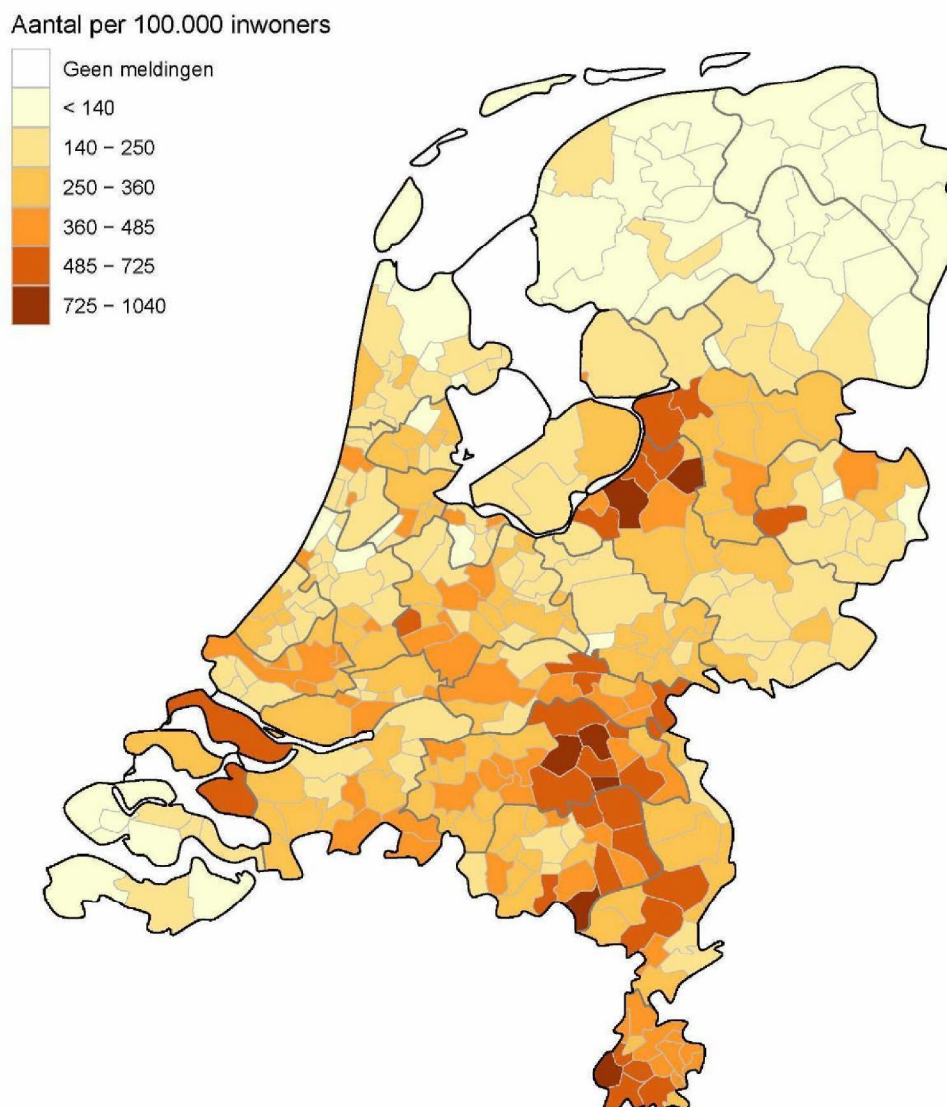 Aantal per 100.000 inwoners
Geen meldingen
< 140
140 − 250
250 − 360
360 − 485
485 − 725
725 − 1040